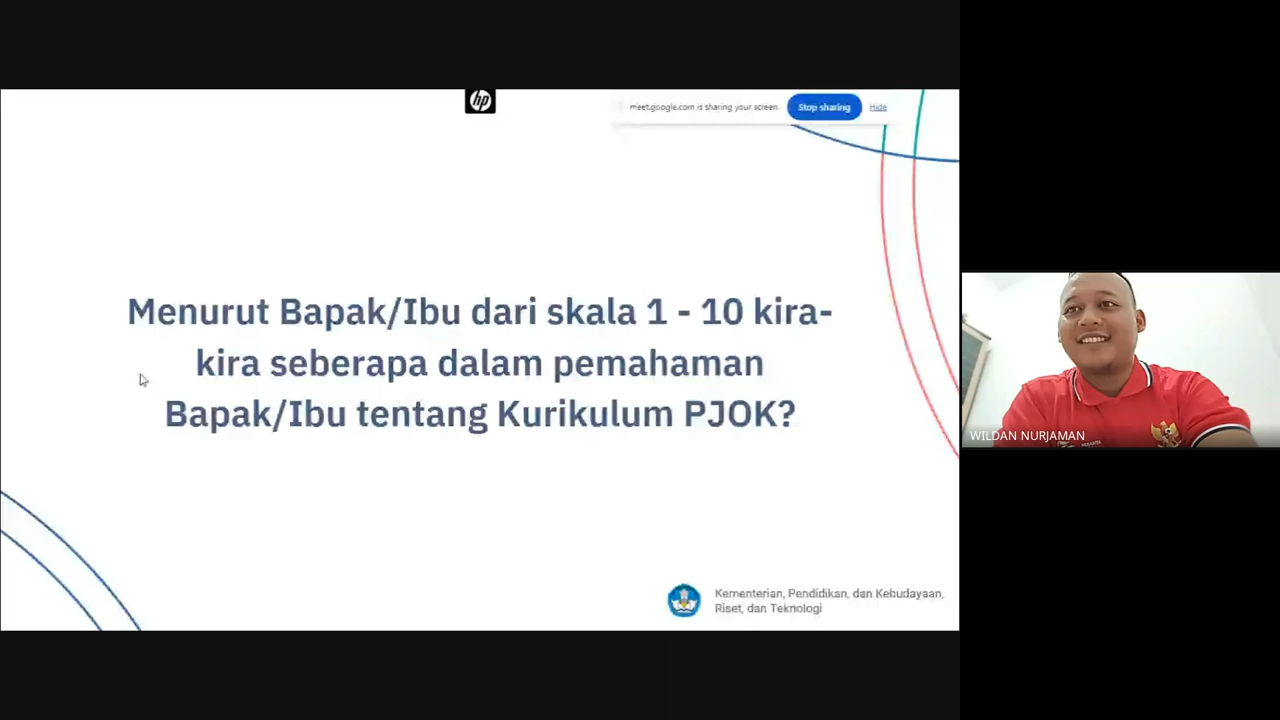 hp
meet.google.com is sharing your screen.
Stop sharing
Hide
Menurut Bapak/Ibu dari skala 1 - 10 kira-
kira seberapa dalam pemahaman
Bapak/Ibu tentang Kurikulum PJOK?
WILDAN NURJAMAN
Kementerian, Pendidikan, dan Kebudayaan,
Riset, dan Teknologi